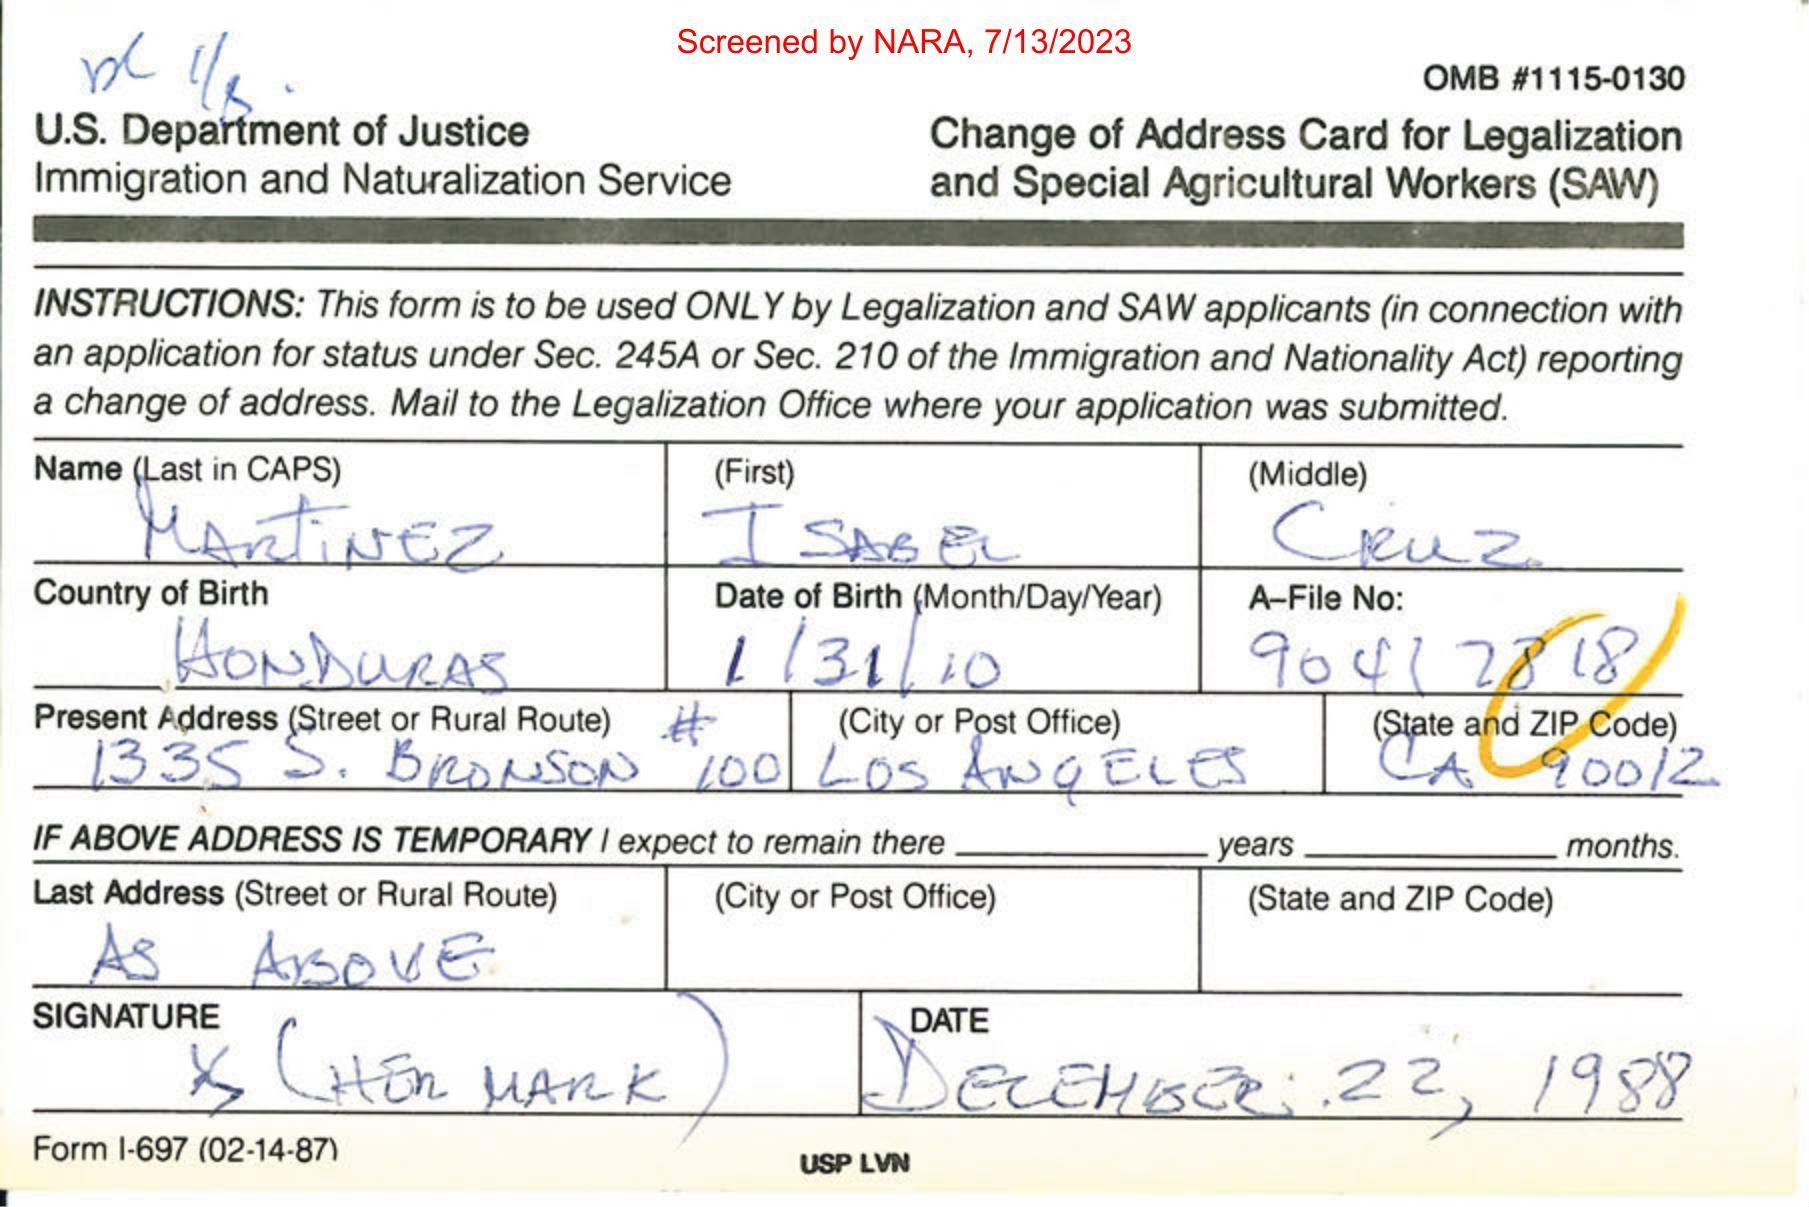 Screened by NARA, 7/13/2023
1/8.
OMB #1115-0130
U.S. Department of Justice
Immigration and Naturalization Service
Change of Address Card for Legalization
and Special Agricultural Workers (SAW)
INSTRUCTIONS: This form is to be used ONLY by Legalization and SAW applicants (in connection with
an application for status under Sec. 245A or Sec. 210 of the Immigration and Nationality Act) reporting
a change of address. Mail to the Legalization Office where your application was submitted.
Name (Last in CAPS) (First) (Middle)
MARTINEZ ISABEL CRUZ
Country of Birth Date of Birth (Month/Day/Year) A-File No:
HONDURAS 1/31/10 90417818
Present Address (Street or Rural Route) (City or Post Office) (State and ZIP Code)
1335 S. BRONSON #100 LOS ANGELES CA 90012
IF ABOVE ADDRESS IS TEMPORARY I expect to remain there years months.
Last Address (Street or Rural Route) (City or Post Office) (State and ZIP Code)
AS ABOVE
SIGNATURE DATE
X (HER MARK) DECEMBER 22, 1988
Form I-697 (02-14-87)
USP LVN